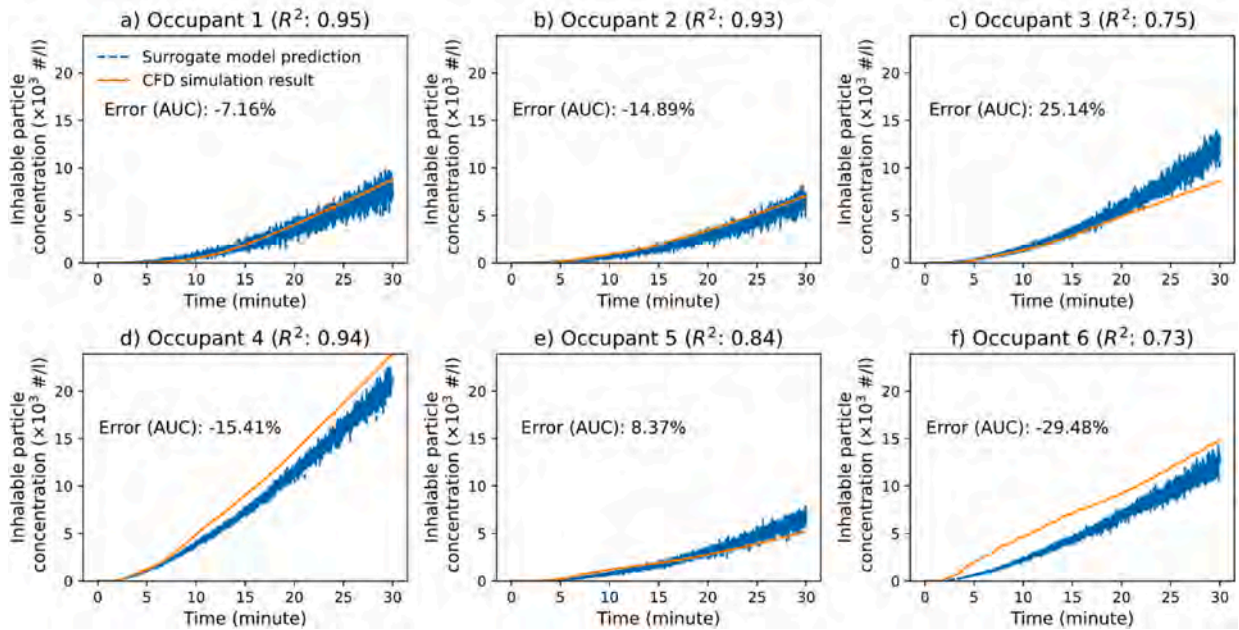 a) Occupant 1 (R²: 0.95)
b) Occupant 2 (R²: 0.93)
c) Occupant 3 (R²: 0.75)
Inhalable particle
concentration (×10³ #/l)
20
15
10
5
0
Surrogate model prediction
CFD simulation result
Error (AUC): -7.16%
0 5 10 15 20 25 30
Time (minute)
Inhalable particle
concentration (×10³ #/l)
20
15
10
5
0
Error (AUC): -14.89%
0 5 10 15 20 25 30
Time (minute)
Inhalable particle
concentration (×10³ #/l)
20
15
10
5
0
Error (AUC): 25.14%
0 5 10 15 20 25 30
Time (minute)
d) Occupant 4 (R²: 0.94)
e) Occupant 5 (R²: 0.84)
f) Occupant 6 (R²: 0.73)
Inhalable particle
concentration (×10³ #/l)
20
15
10
5
0
Error (AUC): -15.41%
0 5 10 15 20 25 30
Time (minute)
Inhalable particle
concentration (×10³ #/l)
20
15
10
5
0
Error (AUC): 8.37%
0 5 10 15 20 25 30
Time (minute)
Inhalable particle
concentration (×10³ #/l)
20
15
10
5
0
Error (AUC): -29.48%
0 5 10 15 20 25 30
Time (minute)